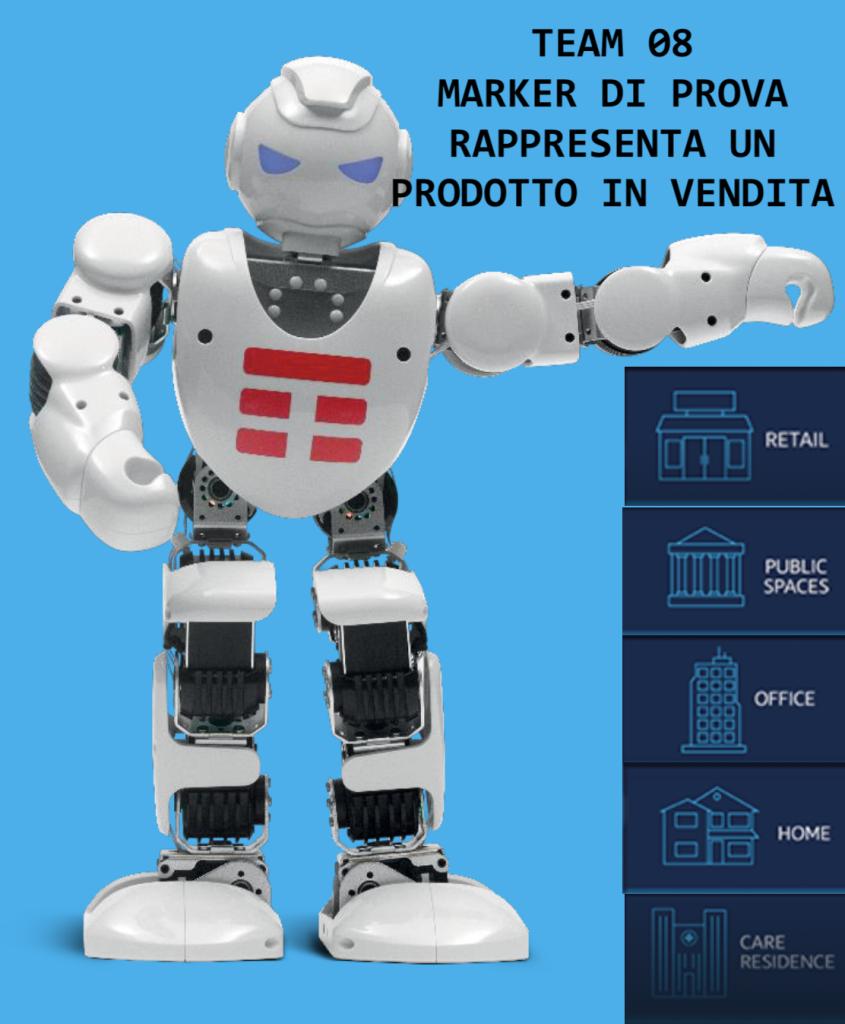 TEAM 08
MARKER DI PROVA
RAPPRESENTA UN
PRODOTTO IN VENDITA
RETAIL
PUBLIC
SPACES
OFFICE
HOME
CARE
RESIDENCE